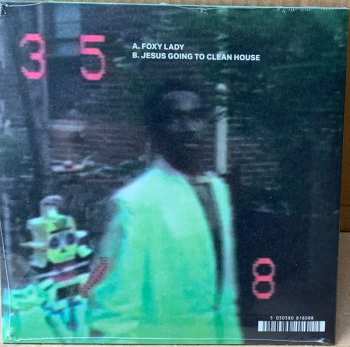 3 5
A. FOXY LADY
B. JESUS GOING TO CLEAN HOUSE
8